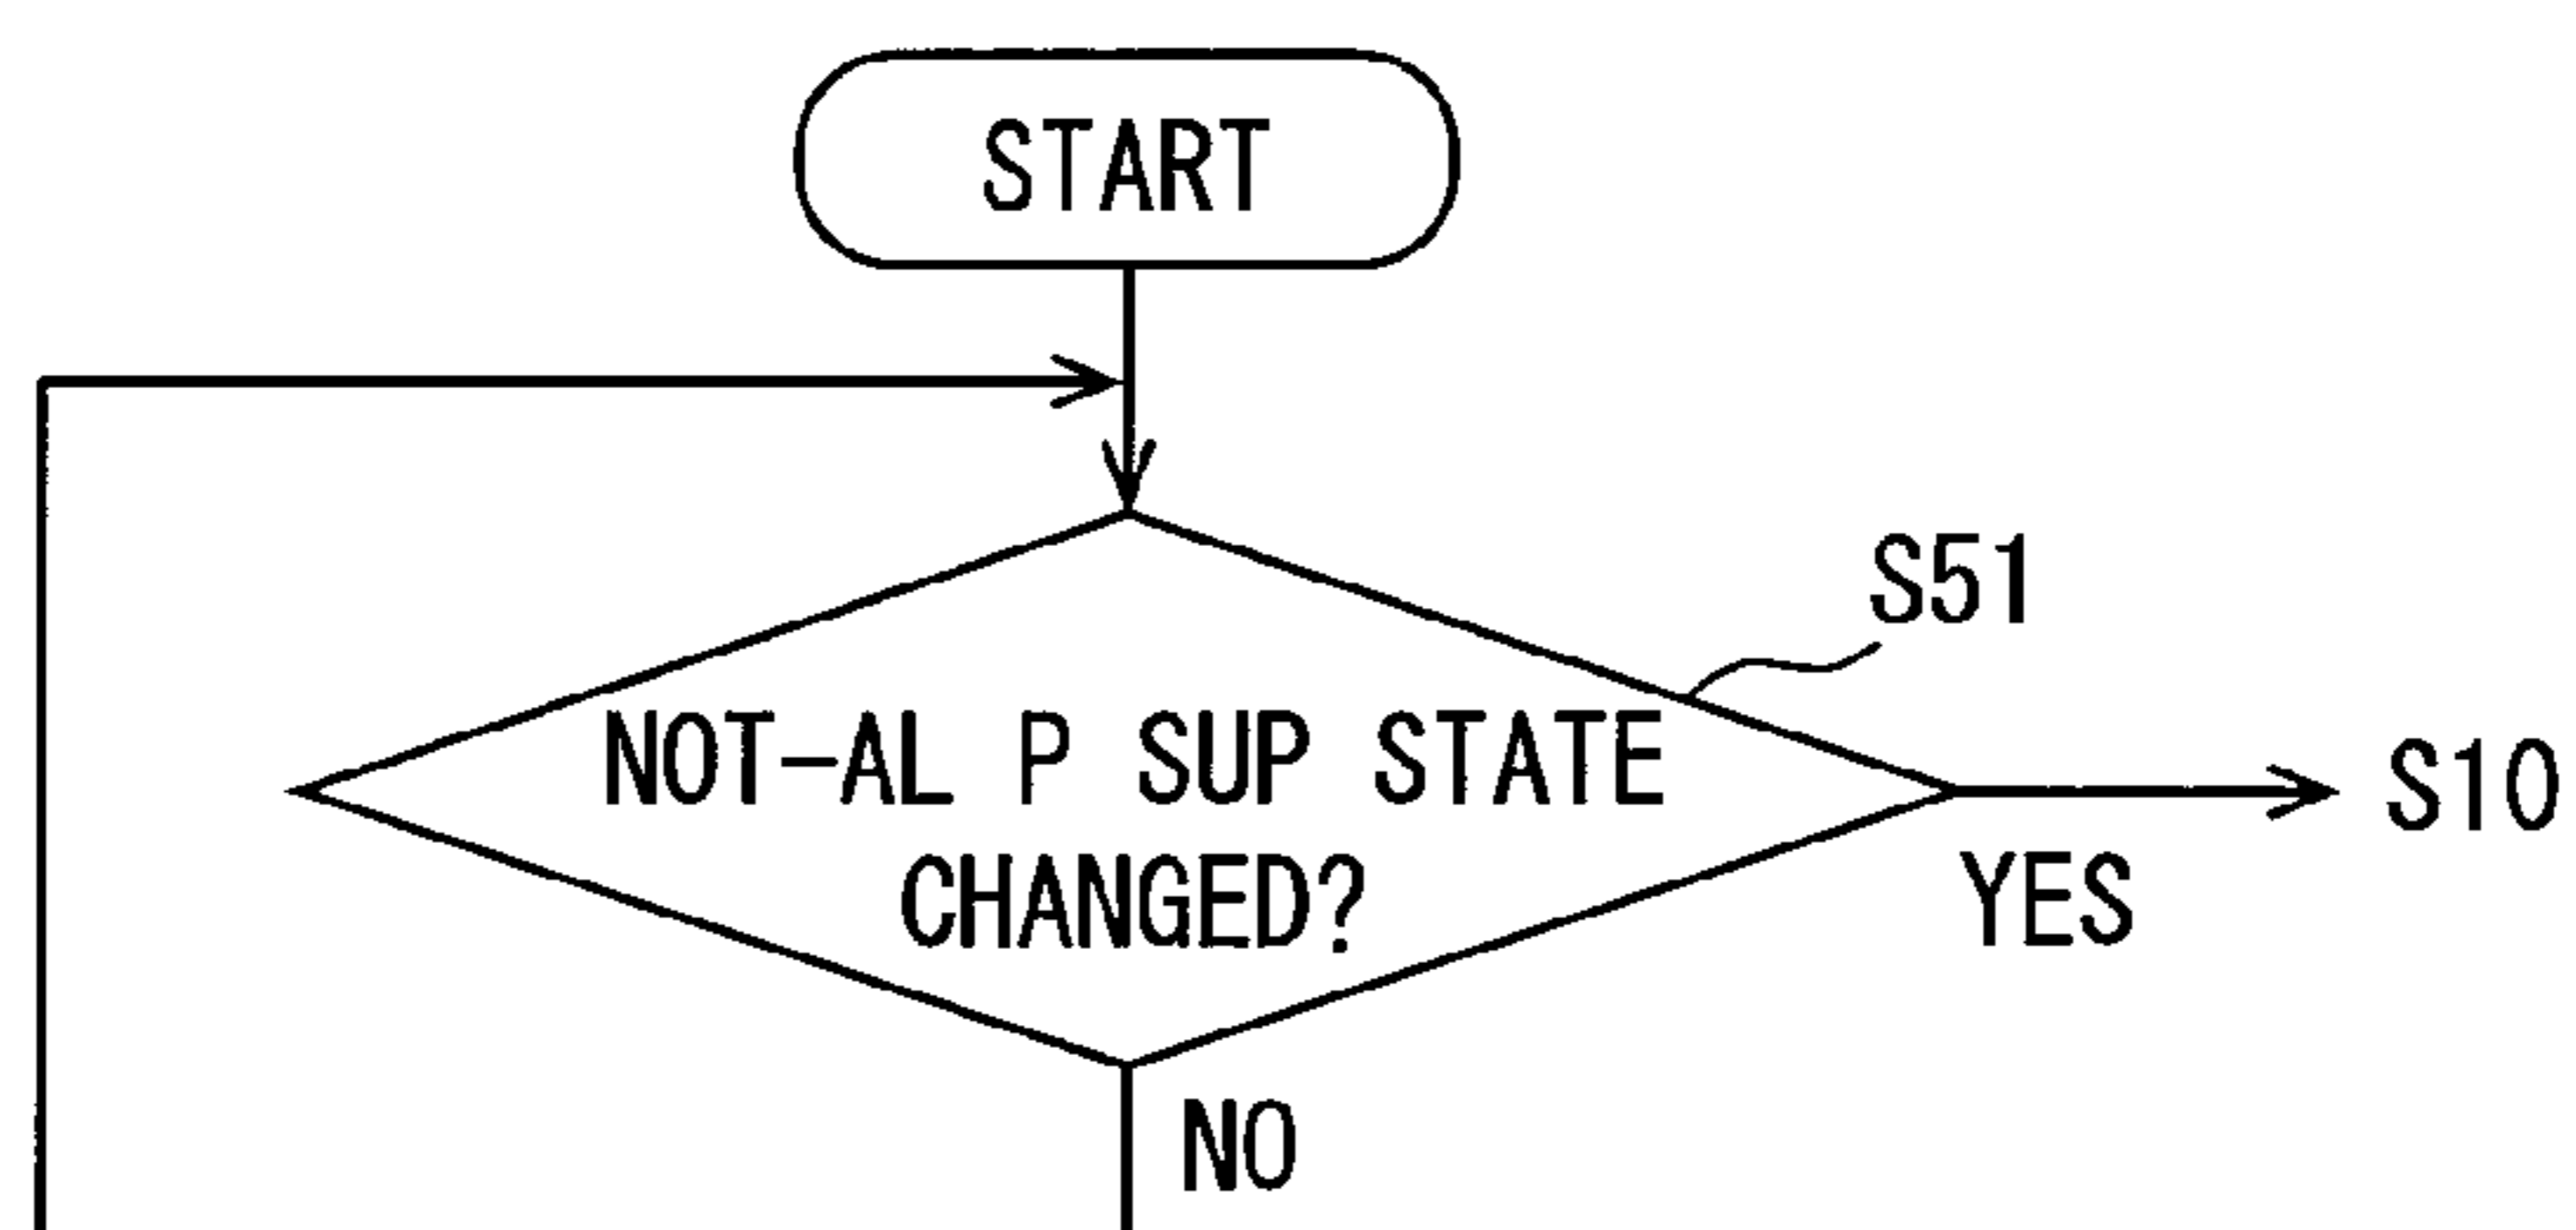 START
S51
NOT-AL P SUP STATE
CHANGED?
S10
YES
NO